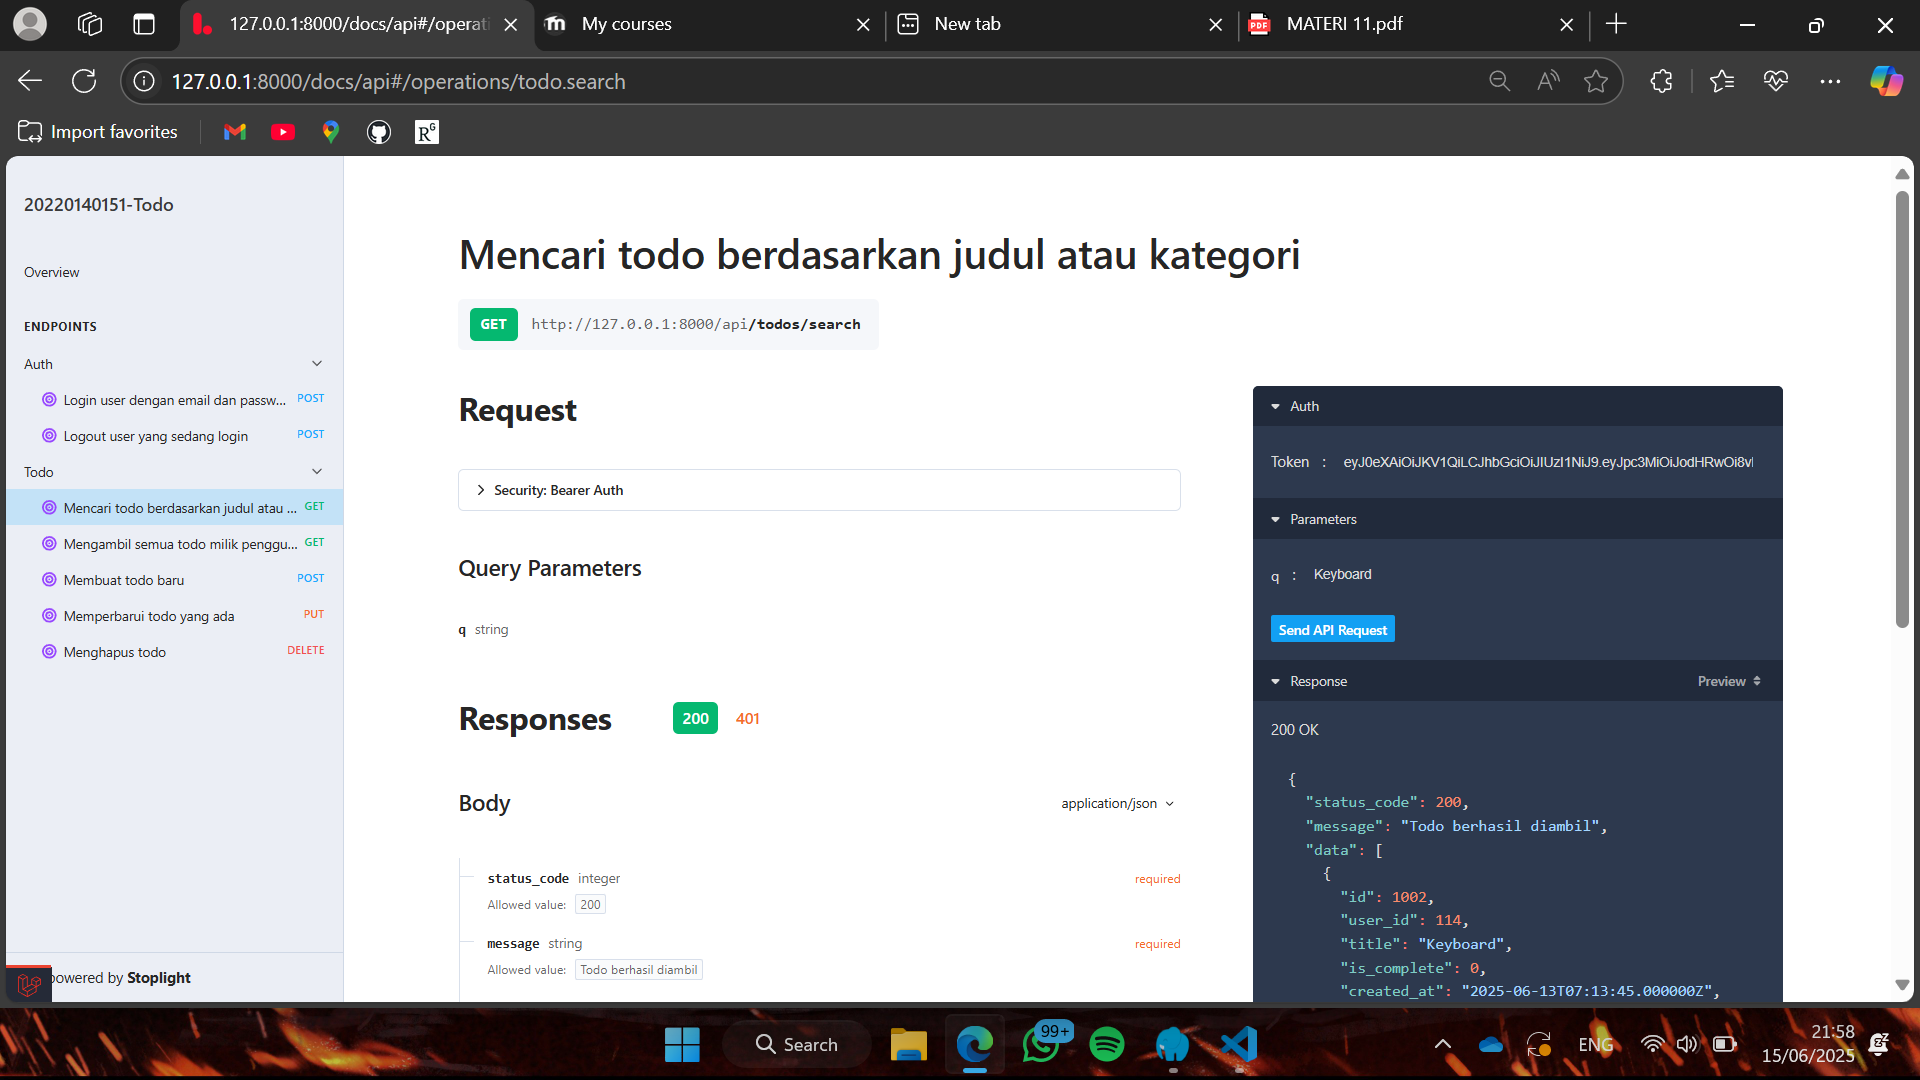 127.0.0.1:8000/docs/api#/operati
My courses
New tab
MATERI 11.pdf
127.0.0.1:8000/docs/api#/operations/todo.search
Import favorites
20220140151-Todo
Overview
ENDPOINTS
Auth
Login user dengan email dan passw... POST
Logout user yang sedang login POST
Todo
Mencari todo berdasarkan judul atau ... GET
Mengambil semua todo milik penggu... GET
Membuat todo baru POST
Memperbarui todo yang ada PUT
Menghapus todo DELETE
powered by Stoplight
Mencari todo berdasarkan judul atau kategori
GET http://127.0.0.1:8000/api/todos/search
Request
Security: Bearer Auth
Query Parameters
q string
Responses 200 401
Body application/json
status_code integer required
Allowed value: 200
message string required
Allowed value: Todo berhasil diambil
Auth
Token : eyJ0eXAiOiJKV1QiLCJhbGciOiJIUzI1NiJ9.eyJpc3MiOiJodHRwOi8v
Parameters
q : Keyboard
Send API Request
Response Preview
200 OK
{
"status_code": 200,
"message": "Todo berhasil diambil",
"data": [
{
"id": 1002,
"user_id": 114,
"title": "Keyboard",
"is_complete": 0,
"created_at": "2025-06-13T07:13:45.000000Z",
Search
99+
ENG
21:58
15/06/2025